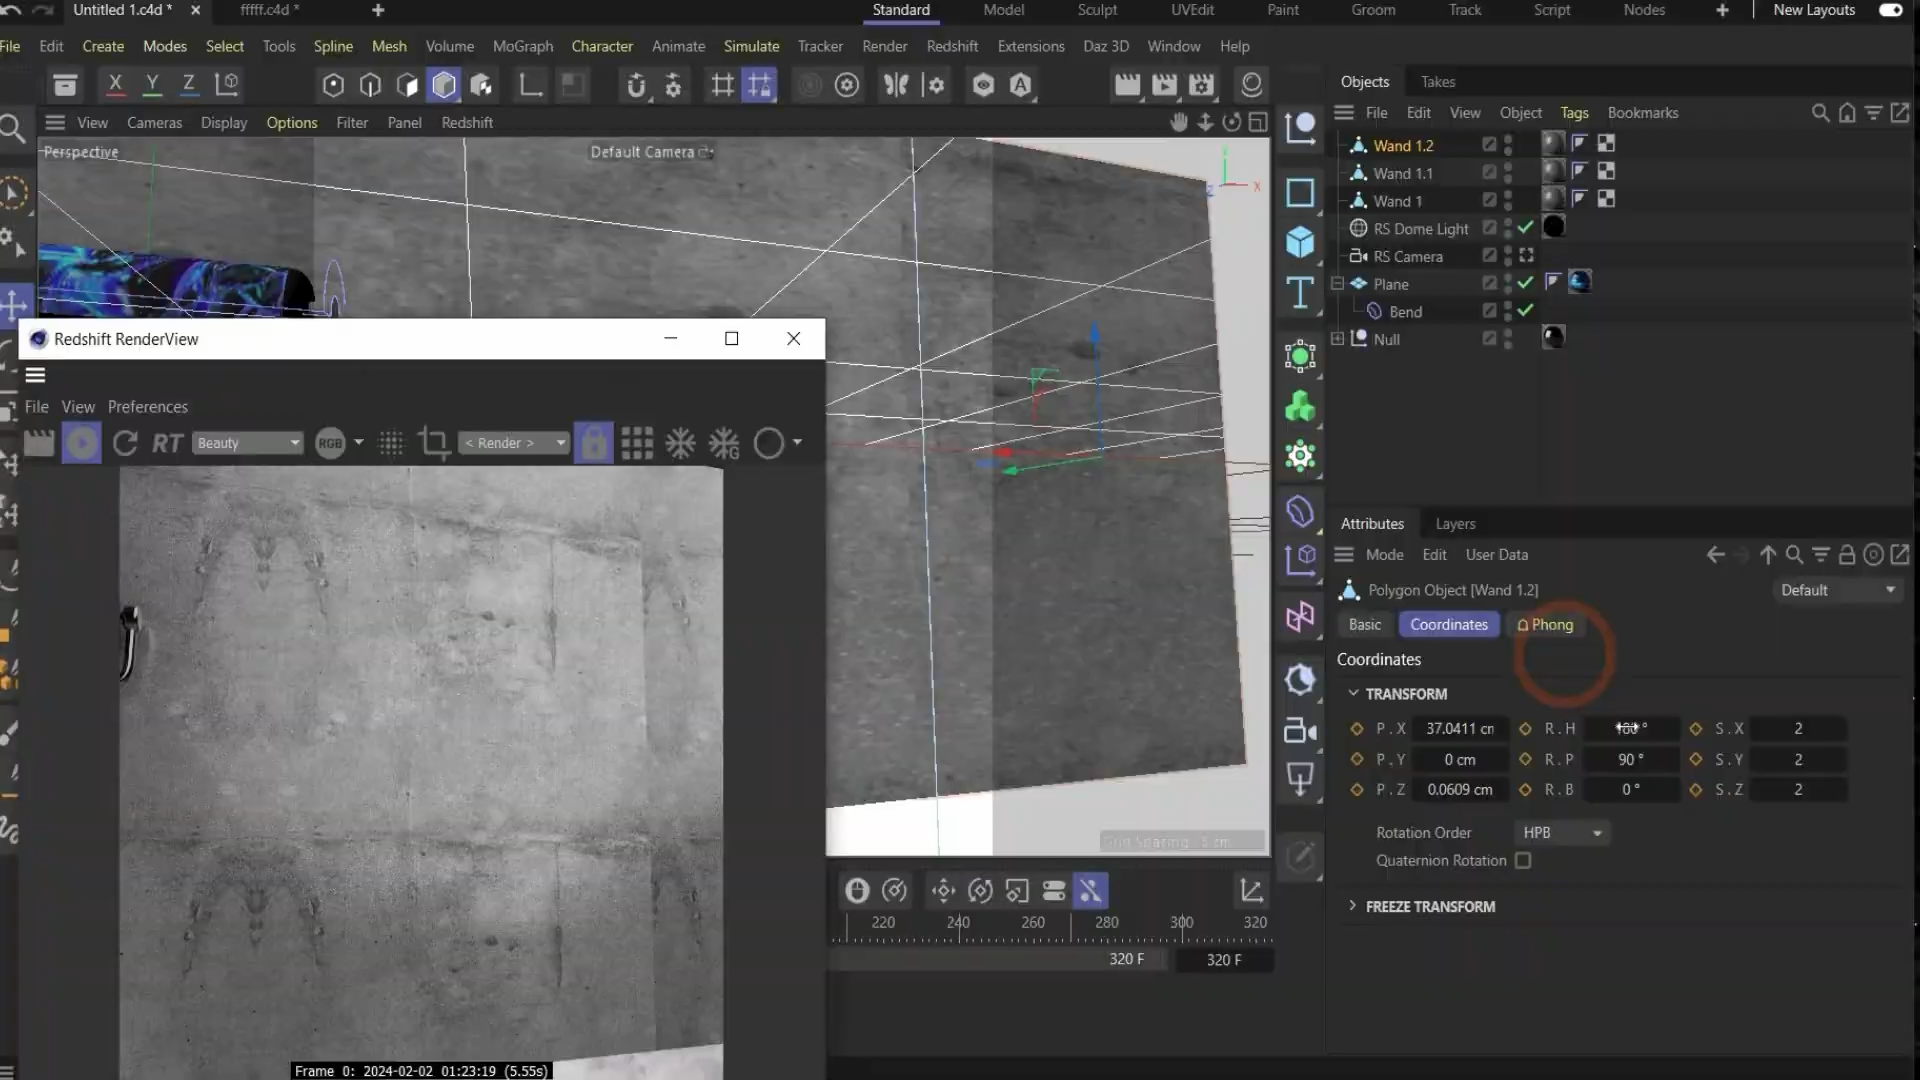 Untitled 1.c4d *
fffff.c4d *
Standard
Model
Sculpt
UVEdit
Paint
Groom
Track
Script
Nodes
New Layouts
File
Edit
Create
Modes
Select
Tools
Spline
Mesh
Volume
MoGraph
Character
Animate
Simulate
Tracker
Render
Redshift
Extensions
Daz 3D
Window
Help
X
Y
Z
A
Objects
Takes
View
Cameras
Display
Options
Filter
Panel
Redshift
File
Edit
View
Object
Tags
Bookmarks
Perspective
Default Camera
X
Z
Wand 1.2
Wand 1.1
Wand 1
RS Dome Light
RS Camera
Plane
Bend
Null
T
Redshift RenderView
File
View
Preferences
RT
Beauty
RGB
< Render >
G
Frame 0: 2024-02-02 01:23:19 (5.55s)
Grid Spacing : 5 cm
220
240
260
280
300
320
320 F
320 F
Attributes
Layers
Mode
Edit
User Data
Polygon Object [Wand 1.2]
Default
Basic
Coordinates
Phong
Coordinates
TRANSFORM
P . X
37.0411 cm
R . H
S . X
2
P . Y
0 cm
R . P
90 °
S . Y
2
P . Z
0.0609 cm
R . B
0 °
S . Z
2
Rotation Order
HPB
Quaternion Rotation
FREEZE TRANSFORM